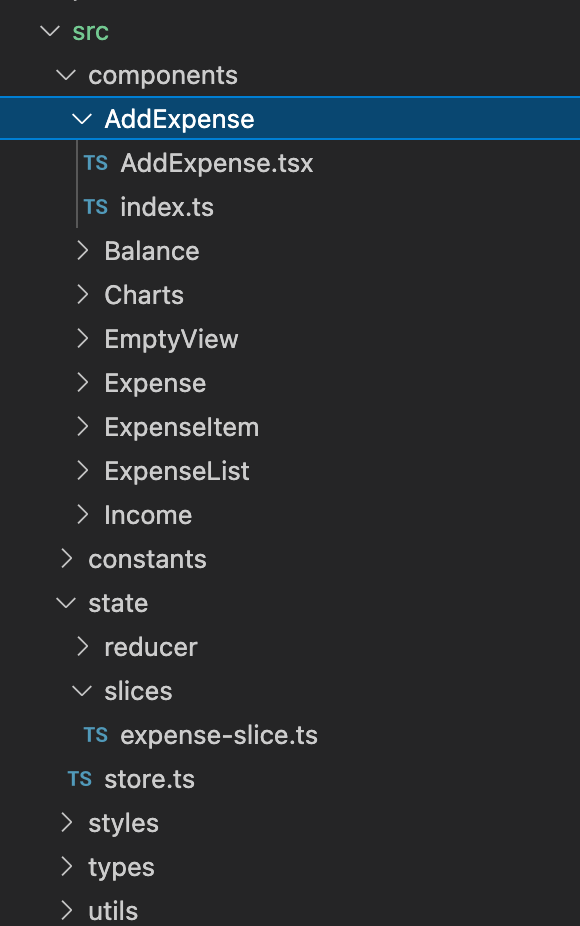 src
components
AddExpense
TS AddExpense.tsx
TS index.ts
Balance
Charts
EmptyView
Expense
ExpenseItem
ExpenseList
Income
constants
state
reducer
slices
TS expense-slice.ts
TS store.ts
styles
types
utils